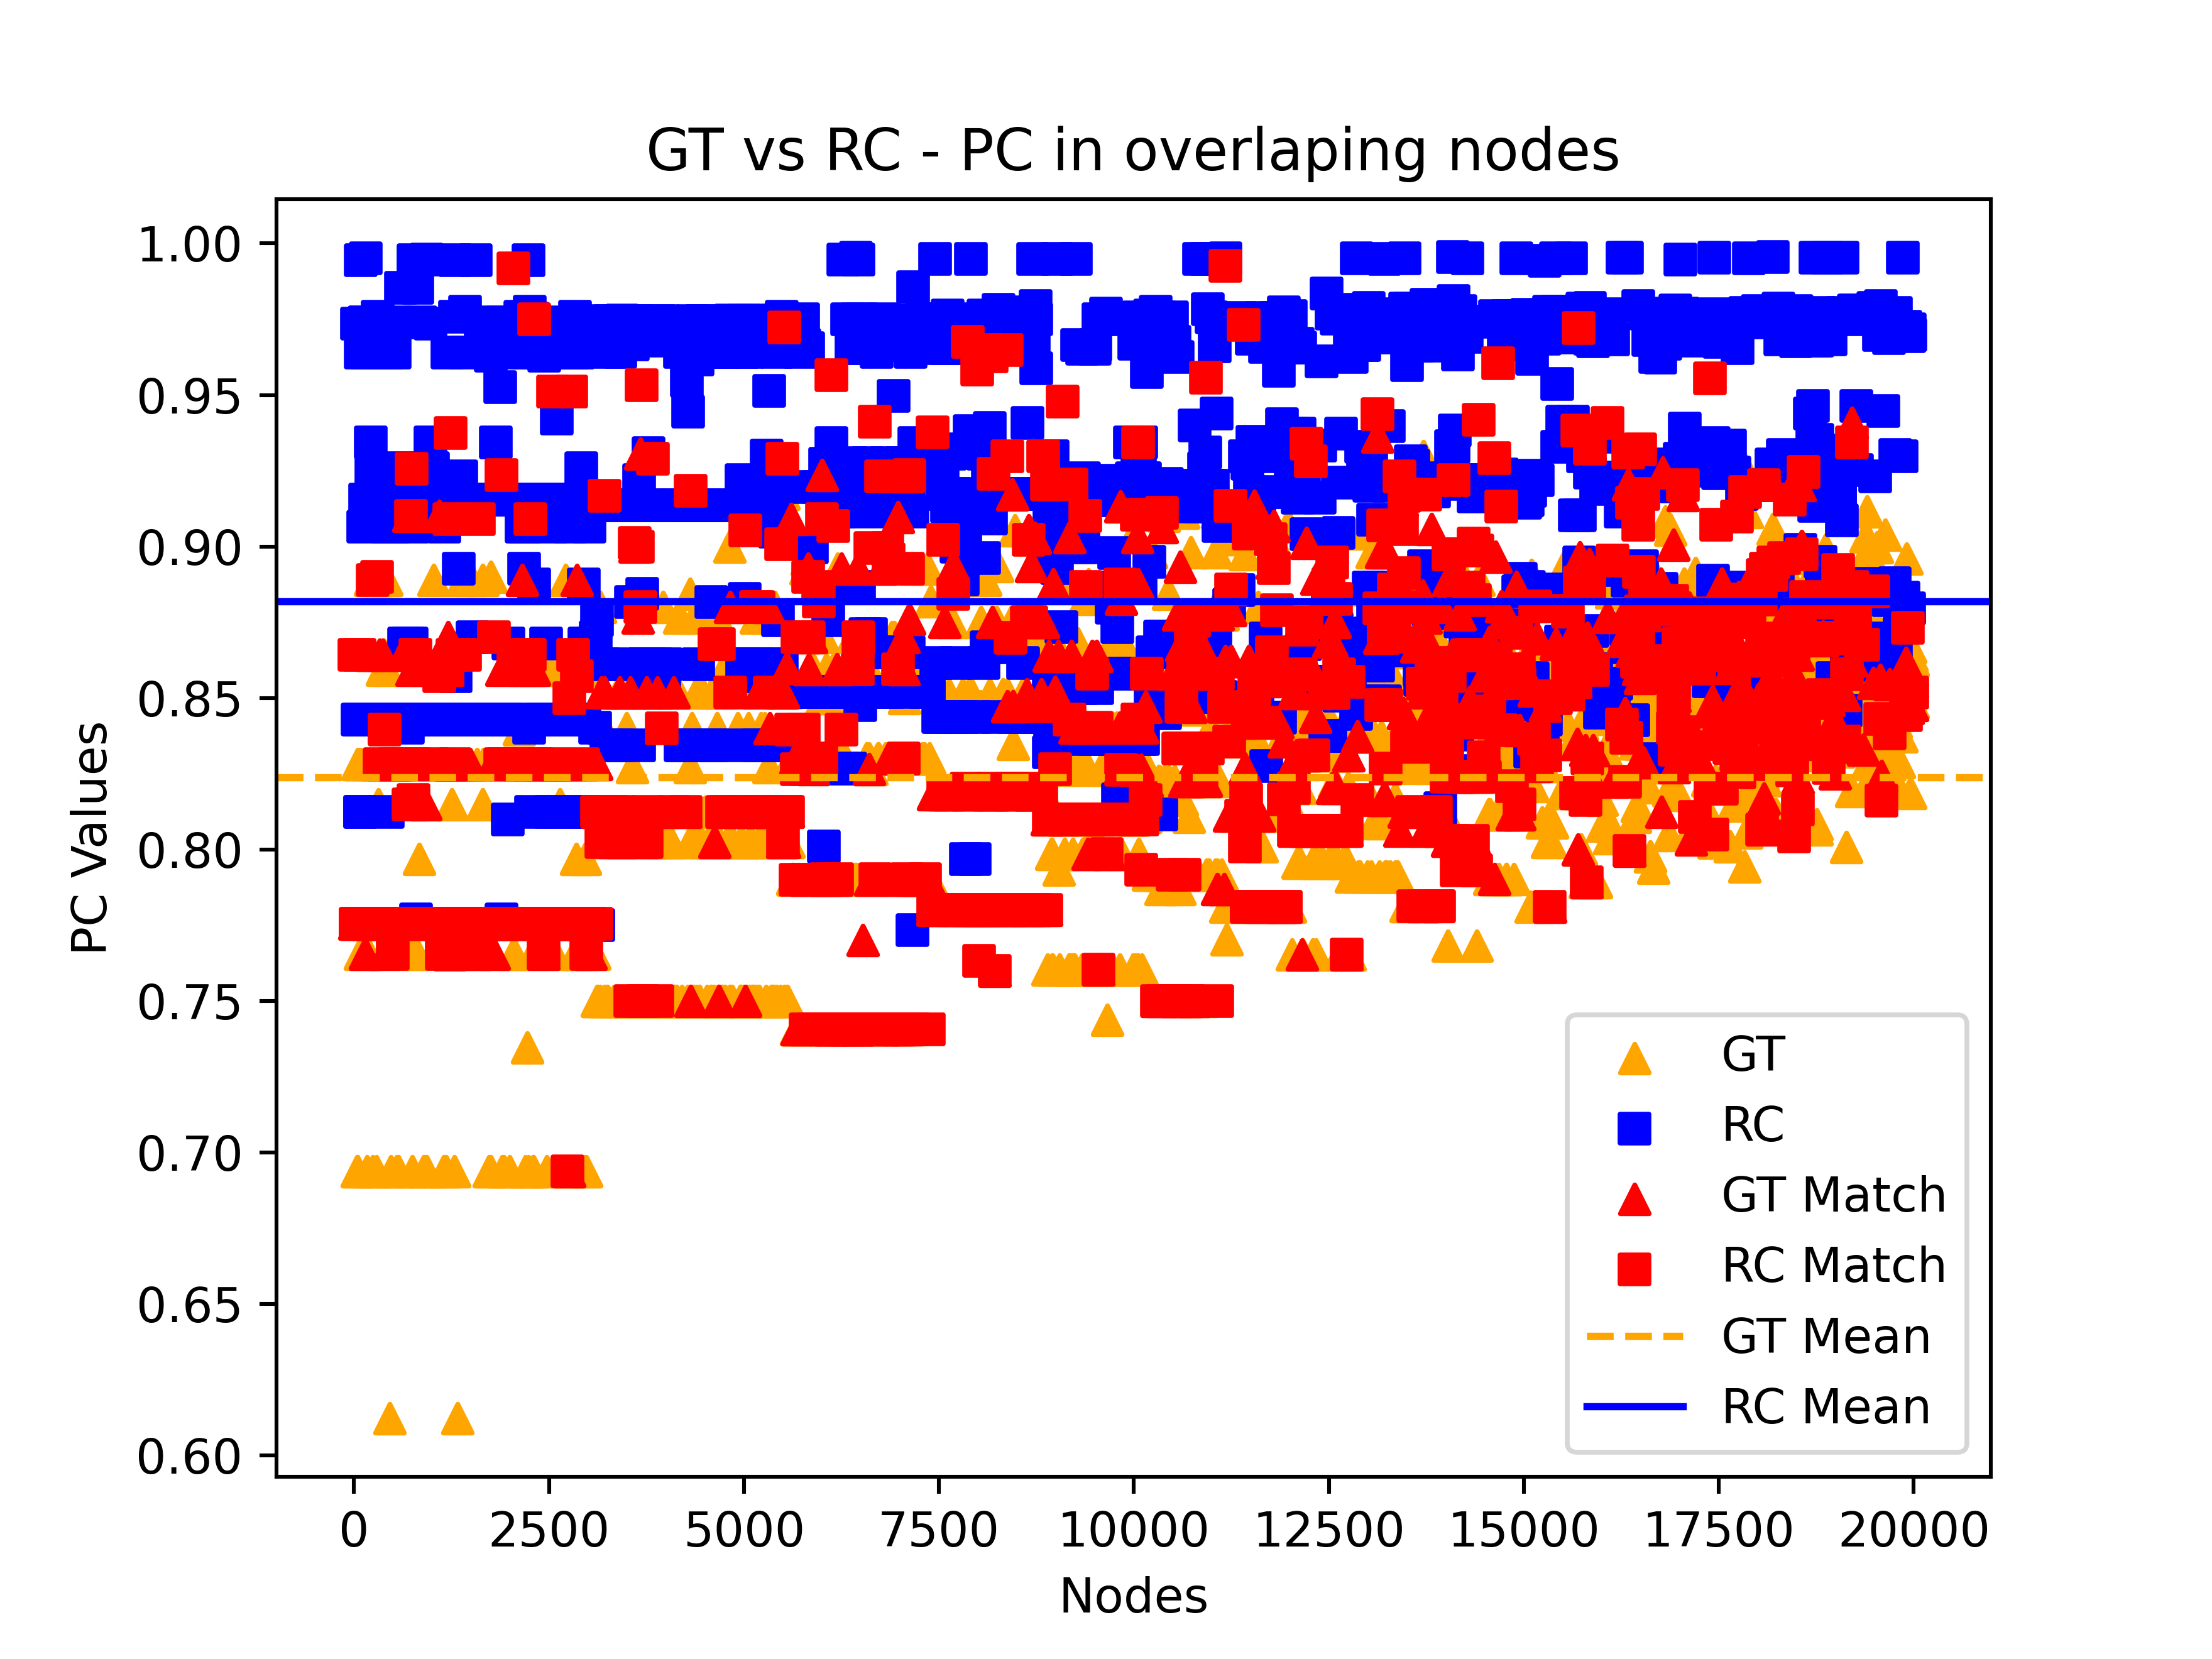 GT vs RC - PC in overlaping nodes
1.00
0.95
0.90
0.85
0.80
0.75
0.70
0.65
0.60
PC Values
GT
RC
GT Match
RC Match
GT Mean
RC Mean
0 2500 5000 7500 10000 12500 15000 17500 20000
Nodes